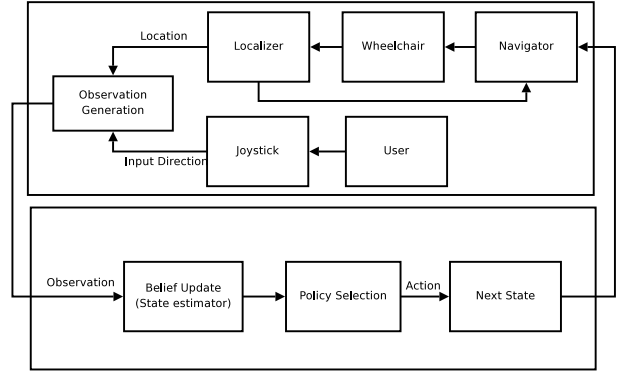 Location
Localizer
Wheelchair
Navigator
Observation
Generation
Input Direction
Joystick
User
Observation
Belief Update
(State estimator)
Policy Selection
Action
Next State